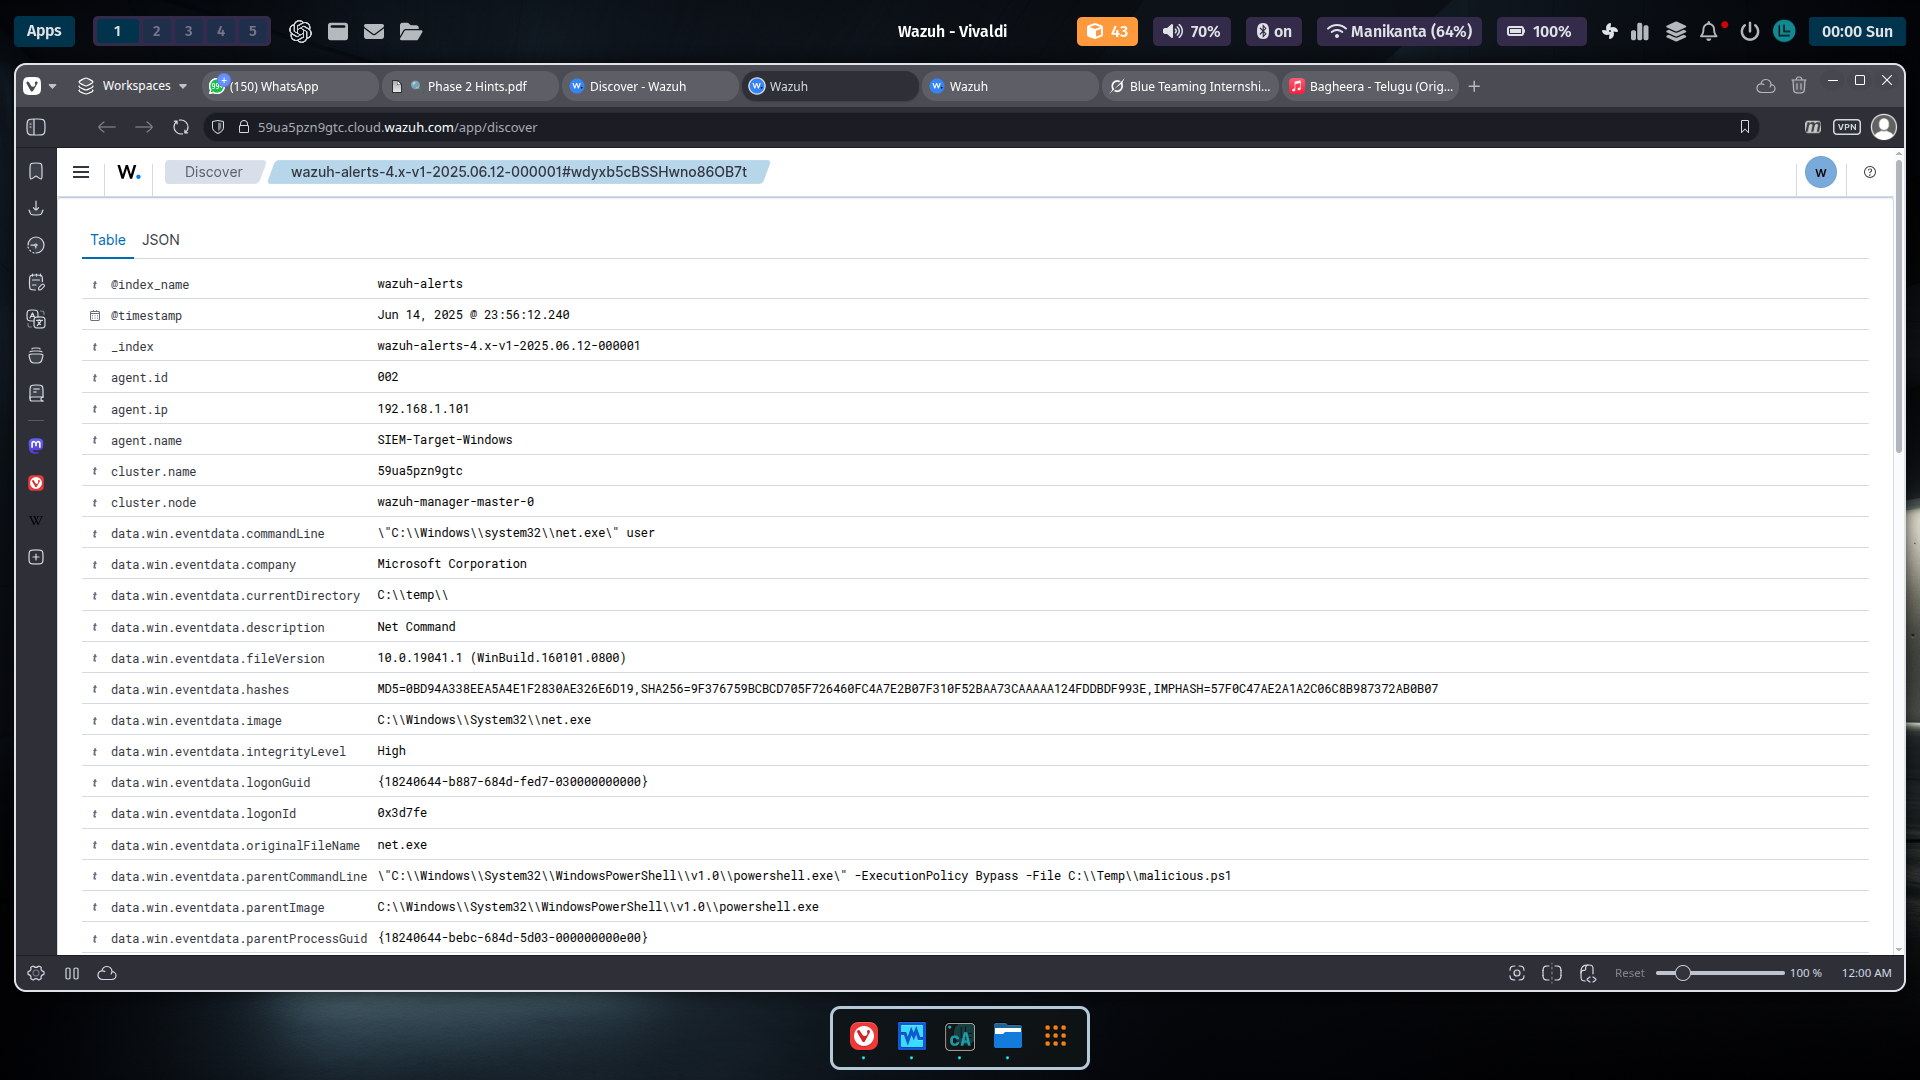 Apps 1 2 3 4 5 Wazuh - Vivaldi 43 70% on Manikanta (64%) 100% 00:00 Sun
Workspaces (150) WhatsApp Phase 2 Hints.pdf Discover - Wazuh Wazuh Wazuh Blue Teaming Internshi... Bagheera - Telugu (Orig...
59ua5pzn9gtc.cloud.wazuh.com/app/discover VPN
W. Discover wazuh-alerts-4.x-v1-2025.06.12-000001#wdyxb5cBSSHwno86OB7t W
Table JSON
t @index_name wazuh-alerts
@timestamp Jun 14, 2025 @ 23:56:12.240
t _index wazuh-alerts-4.x-v1-2025.06.12-000001
t agent.id 002
t agent.ip 192.168.1.101
t agent.name SIEM-Target-Windows
t cluster.name 59ua5pzn9gtc
t cluster.node wazuh-manager-master-0
t data.win.eventdata.commandLine \"C:\\Windows\\system32\\net.exe\" user
t data.win.eventdata.company Microsoft Corporation
t data.win.eventdata.currentDirectory C:\\temp\\
t data.win.eventdata.description Net Command
t data.win.eventdata.fileVersion 10.0.19041.1 (WinBuild.160101.0800)
t data.win.eventdata.hashes MD5=0BD94A338EEA5A4E1F2830AE326E6D19,SHA256=9F376759BCBCD705F726460FC4A7E2B07F310F52BAA73CAAAAA124FDDBDF993E,IMPHASH=57F0C47AE2A1A2C06C8B987372AB0B07
t data.win.eventdata.image C:\\Windows\\System32\\net.exe
t data.win.eventdata.integrityLevel High
t data.win.eventdata.logonGuid {18240644-b887-684d-fed7-030000000000}
t data.win.eventdata.logonId 0x3d7fe
t data.win.eventdata.originalFileName net.exe
t data.win.eventdata.parentCommandLine \"C:\\Windows\\System32\\WindowsPowerShell\\v1.0\\powershell.exe\" -ExecutionPolicy Bypass -File C:\\Temp\\malicious.ps1
t data.win.eventdata.parentImage C:\\Windows\\System32\\WindowsPowerShell\\v1.0\\powershell.exe
t data.win.eventdata.parentProcessGuid {18240644-bebc-684d-5d03-000000000e00}
Reset 100 % 12:00 AM
cA